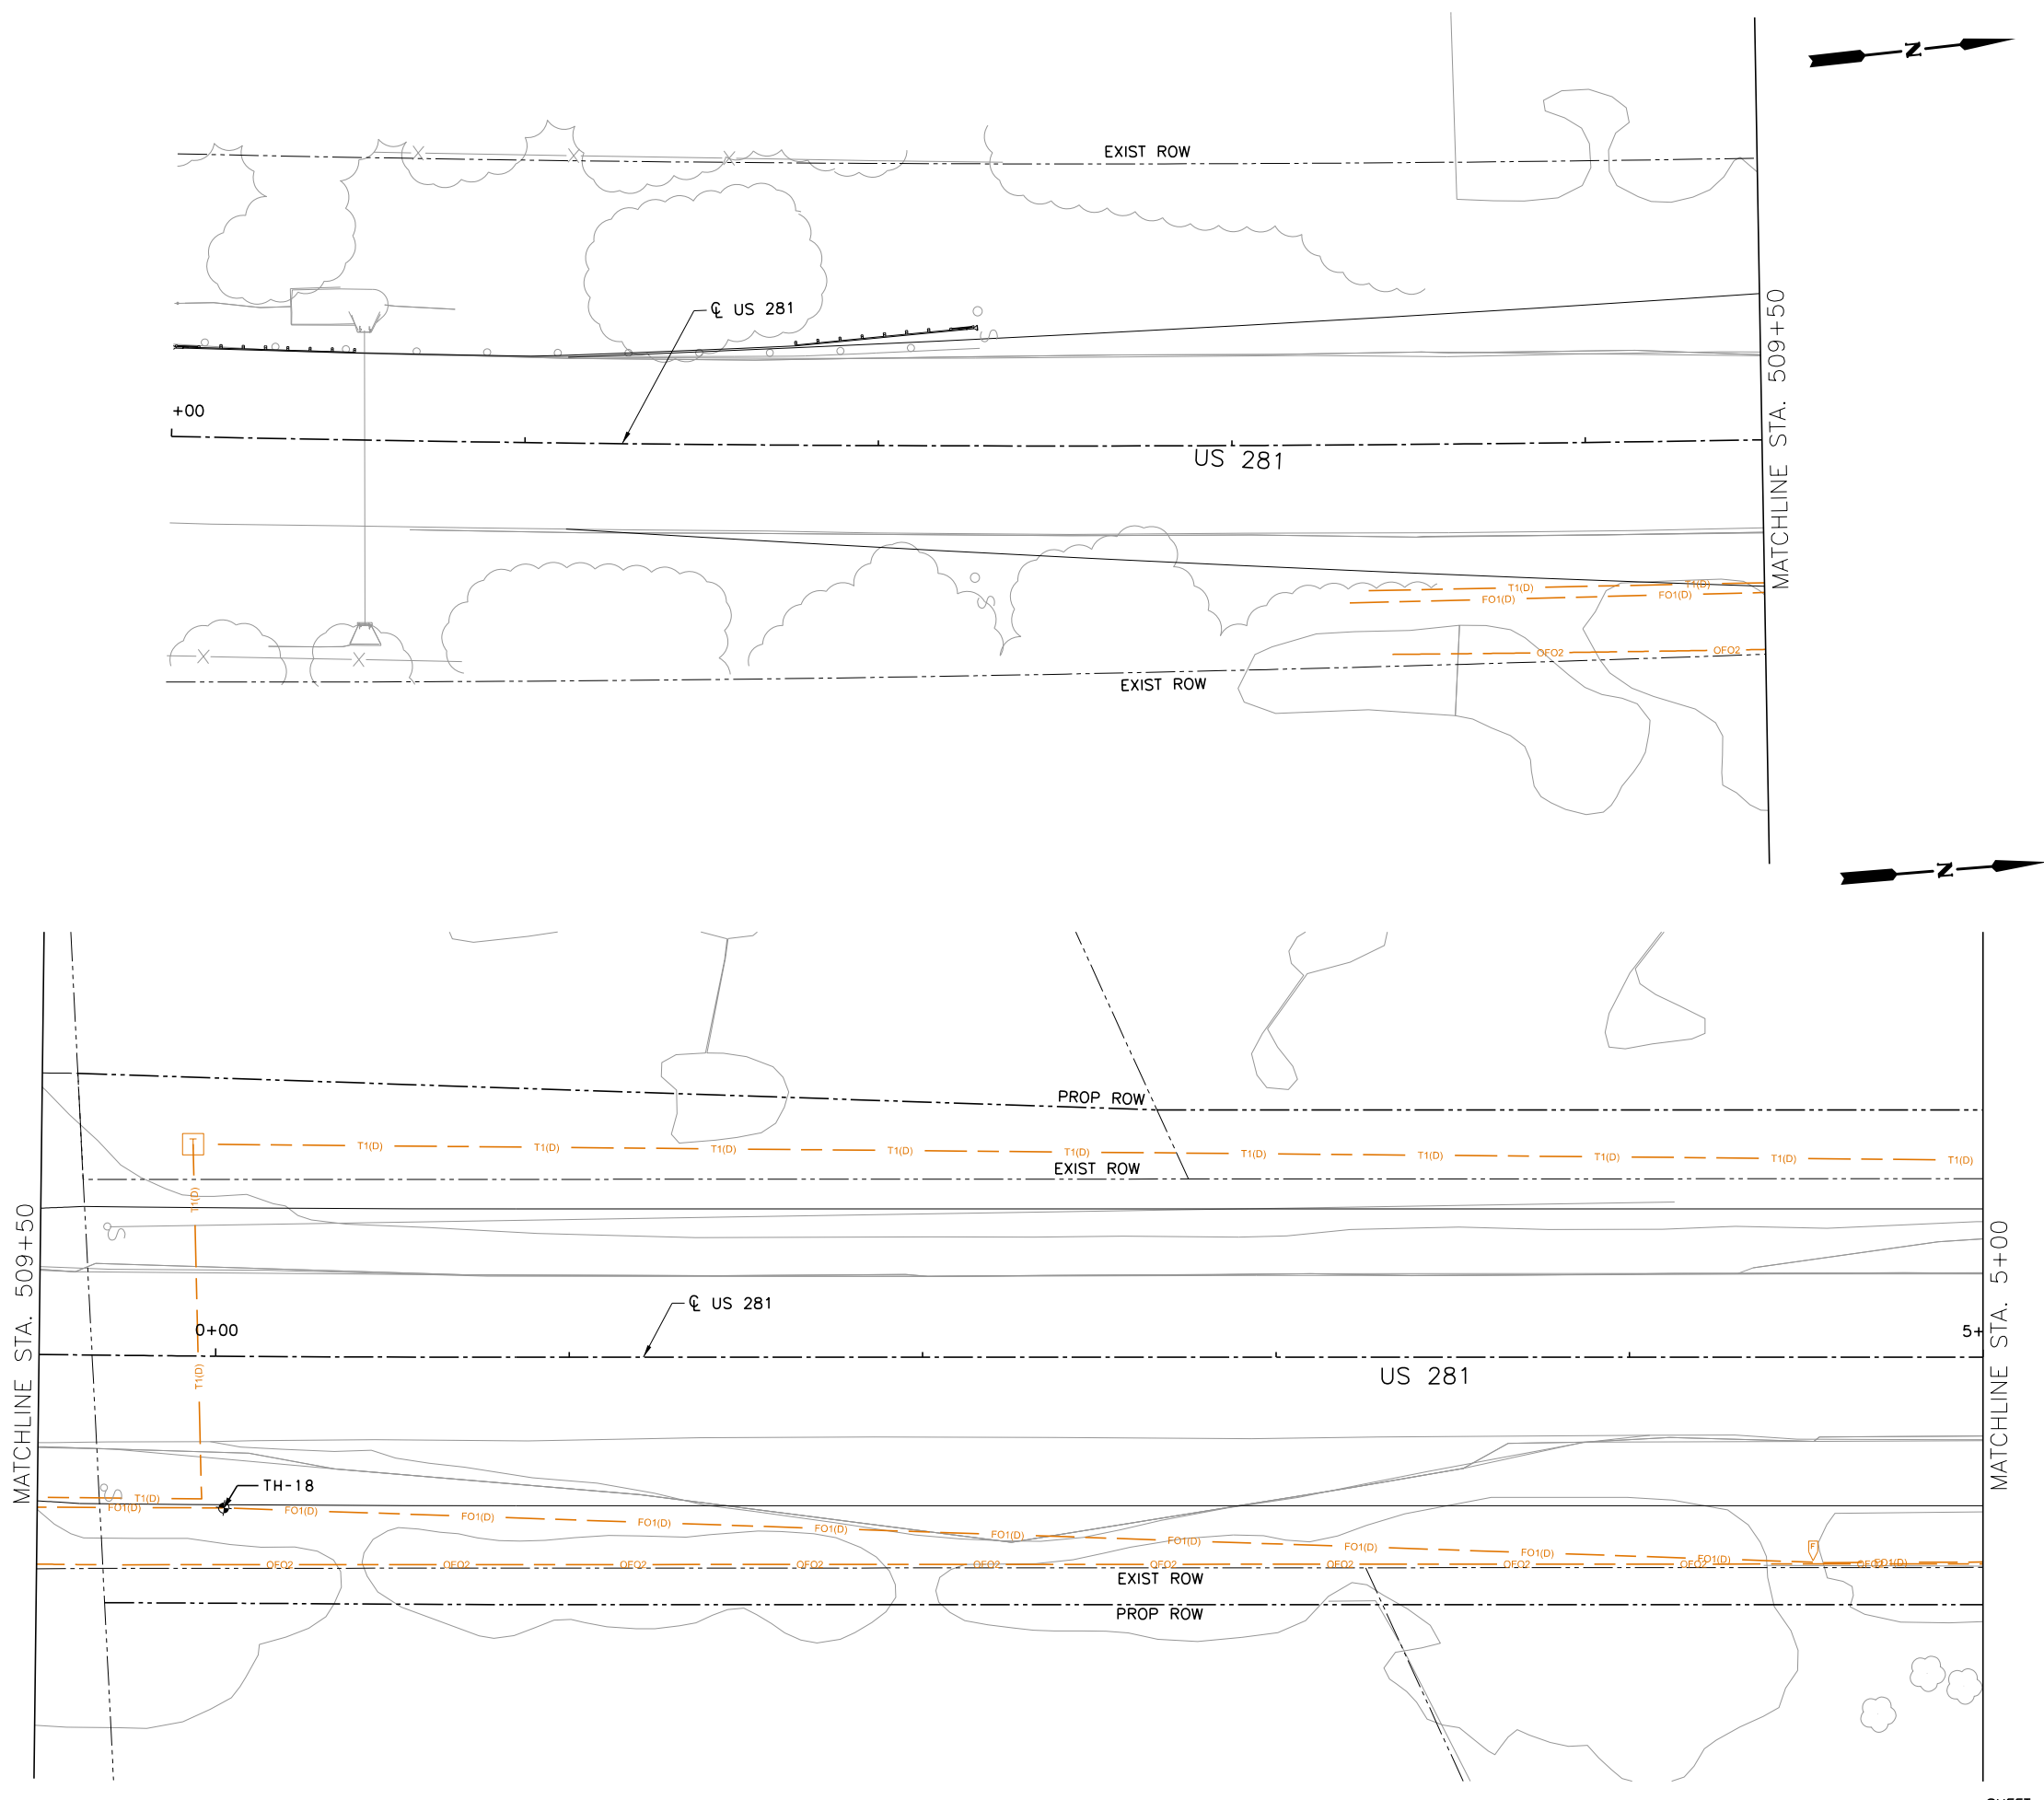 N
EXIST ROW
℄ US 281
+00
US 281
MATCHLINE STA. 509+50
T1(D) T1(D)
FO1(D) FO1(D)
OFO2 OFO2
EXIST ROW
N
PROP ROW
T1(D) T1(D) T1(D) T1(D) T1(D) T1(D) T1(D) T1(D) T1(D) T1(D)
T
EXIST ROW
T1(D)
MATCHLINE STA. 509+50
℄ US 281
0+00
5+
US 281
T1(D)
MATCHLINE STA. 5+00
TH-18
T1(D)
FO1(D) FO1(D) FO1(D) FO1(D) FO1(D) FO1(D) FO1(D) FO1(D) FO1(D) FO1(D) FO1(D)
F
OFO2 OFO2 OFO2 OFO2 OFO2 OFO2 OFO2 OFO2 OFO2 OFO2
EXIST ROW
PROP ROW